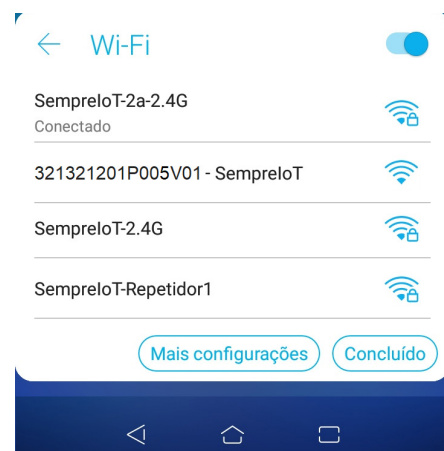 Wi-Fi
SempreIoT-2a-2.4G
Conectado
321321201P005V01 - SempreIoT
SempreIoT-2.4G
SempreIoT-Repetidor1
Mais configurações
Concluído